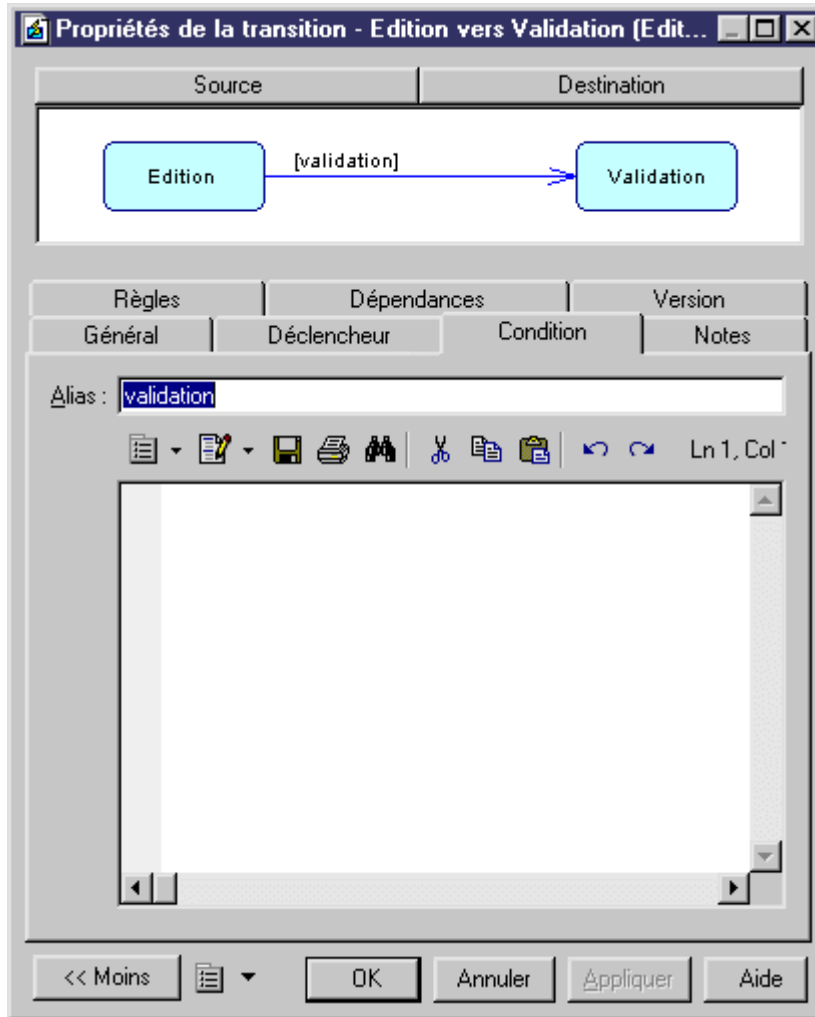 Propriétés de la transition - Edition vers Validation (Edit...
Source Destination
[validation]
Edition Validation
Règles Dépendances Version
Général Déclencheur Condition Notes
Alias : validation
Ln 1, Col
<< Moins OK Annuler Appliquer Aide